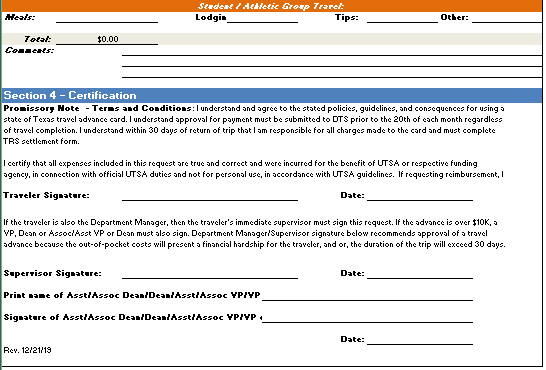 Student / Athletic Group Travel:
Meals: Lodgin Tips: Other:
Total: $0.00
Comments:
Section 4 - Certification
Promissory Note - Terms and Conditions: I understand and agree to the stated policies, guidelines, and consequences for using a
state of Texas travel advance card. I understand approval for payment must be submitted to DTS prior to the 20th of each month regardless
of travel completion. I understand within 30 days of return of trip that I am responsible for all charges made to the card and must complete
TRS settlement form.
I certify that all expenses included in this request are true and correct and were incurred for the benefit of UTSA or respective funding
agency, in connection with official UTSA duties and not for personal use, in accordance with UTSA guidelines. If requesting reimbursement, I
Traveler Signature: Date:
If the traveler is also the Department Manager, then the traveler's immediate supervisor must sign this request. If the advance is over $10K, a
VP, Dean or Assoc/Asst VP or Dean must also sign. Department Manager/Supervisor signature below recommends approval of a travel
advance because the out-of-pocket costs will present a financial hardship for the traveler, and or, the duration of the trip will exceed 30 days.
Supervisor Signature: Date:
Print name of Asst/Assoc Dean/Dean/Asst/Assoc VP/VP
Signature of Asst/Assoc Dean/Dean/Asst/Assoc VP/VP
Date:
Rev. 12/21/19